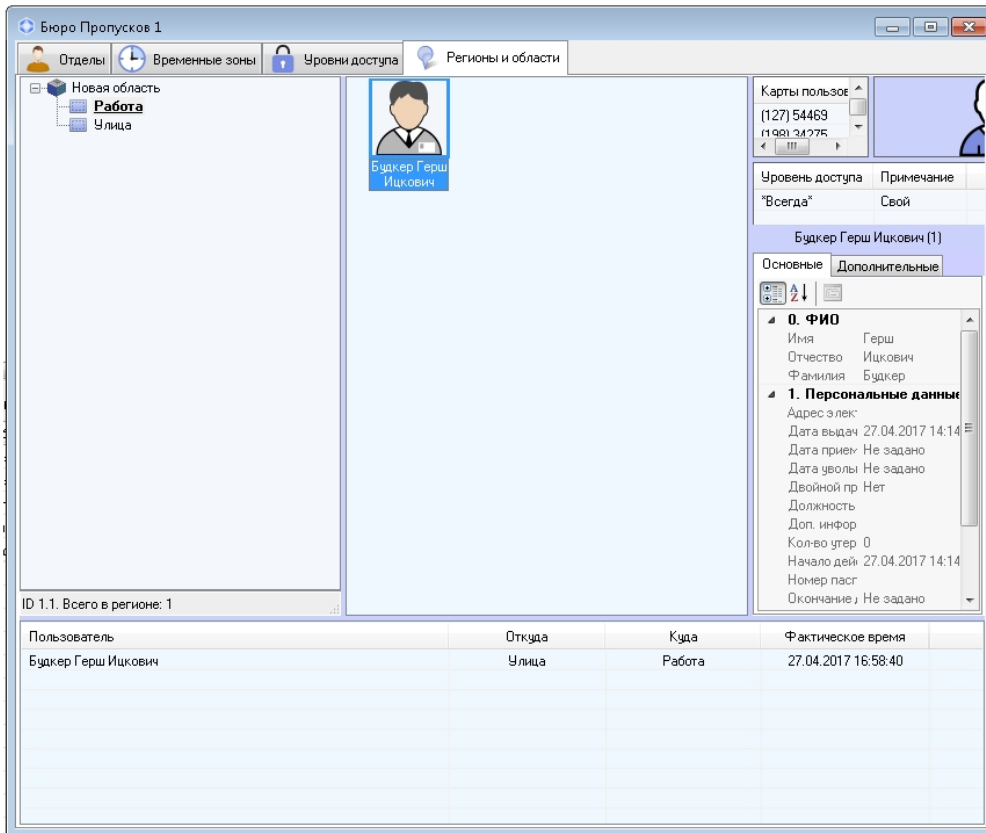 Бюро Пропусков 1
Отделы
Временные зоны
Уровни доступа
Регионы и области
Новая область
Работа
Улица
ID 1.1. Всего в регионе: 1
Будкер Герш
Ицкович
Карты пользов
(127) 54469
(198) 34275
Уровень доступа Примечание
*Всегда* Свой
Будкер Герш Ицкович (1)
Основные Дополнительные
0. ФИО
Имя Герш
Отчество Ицкович
Фамилия Будкер
1. Персональные данные
Адрес элек
Дата выдач 27.04.2017 14:14
Дата прием Не задано
Дата уволь Не задано
Двойной пр Нет
Должность
Доп. инфор
Кол-во утер 0
Начало дей 27.04.2017 14:14
Номер пасп
Окончание Не задано
Пользователь Откуда Куда Фактическое время
Будкер Герш Ицкович Улица Работа 27.04.2017 16:58:40